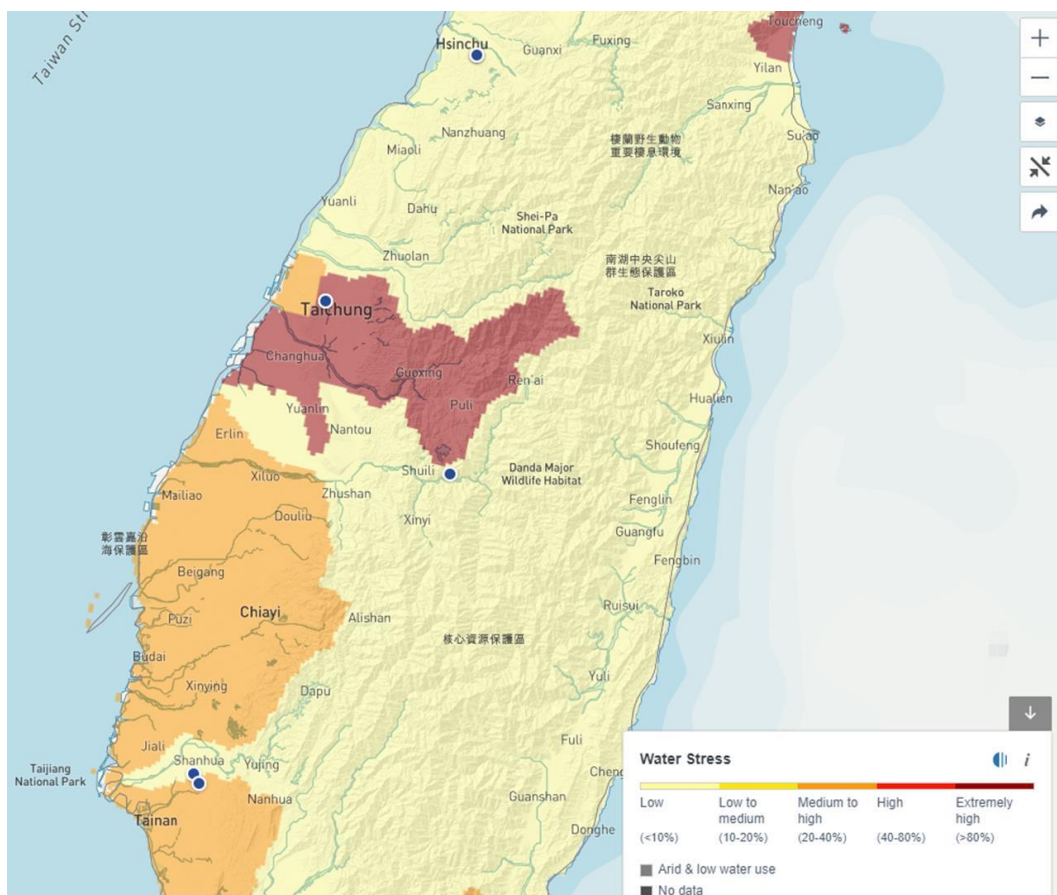 Taiwan Str
Toucheng
Hsinchu
Guanxi
Fuxing
Yilan
Sanxing
Nanzhuang
棲蘭野生動物
重要棲息環境
Su'ao
Miaoli
Nan'ao
Yuanli
Dahu
Shei-Pa
National Park
Zhuolan
南湖中央尖山
群生態保護區
Taroko
National Park
Taichung
Xiulin
Changhua
Guoxing
Ren'ai
Yuanlin
Puli
Hualien
Erlin
Nantou
Shoufeng
Shuili
Danda Major
Wildlife Habitat
Xiluo
Mailiao
Zhushan
Fenglin
Douliu
Xinyi
Guangfu
彰雲嘉沿
海保護區
Fengbin
Beigang
Ruisui
Chiayi
Puzi
Alishan
核心資源保護區
Budai
Yuli
Xinying
Dapu
Jiali
Fuli
Shanhua
Yujing
Taijiang
National Park
Nanhua
Guanshan
Chen
Tainan
Donghe
Water Stress
i
Low
Low to
medium
Medium to
high
High
Extremely
high
(<10%)
(10-20%)
(20-40%)
(40-80%)
(>80%)
Arid & low water use
No data